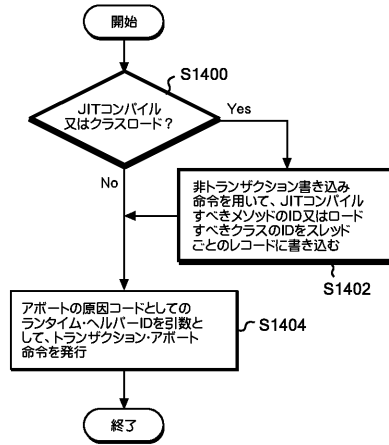 開始
S1400
JITコンパイル
又はクラスロード？
Yes
No
非トランザクション書き込み
命令を用いて、JITコンパイル
すべきメソッドのID又はロード
すべきクラスのIDをスレッド
ごとのレコードに書き込む
S1402
アボートの原因コードとしての
ランタイム・ヘルパーIDを引数と
して、トランザクション・アボート
命令を発行
S1404
終了